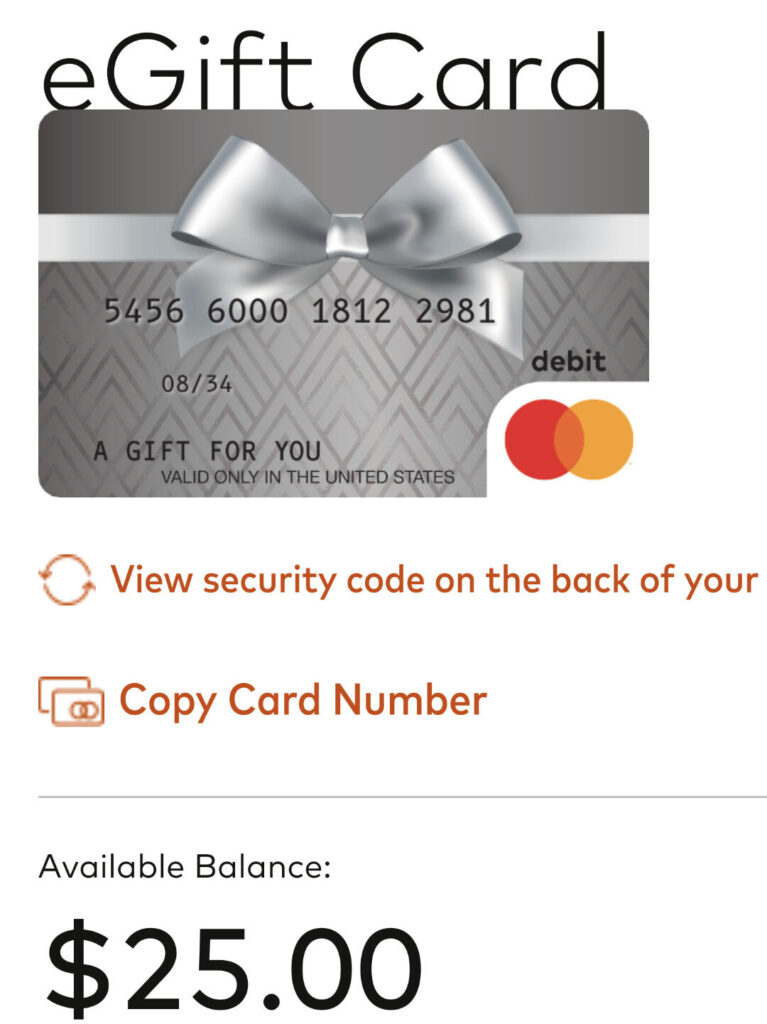 eGift Card
5456 6000 1812 2981
debit
08/34
A GIFT FOR YOU
VALID ONLY IN THE UNITED STATES
View security code on the back of your
Copy Card Number
Available Balance:
$25.00